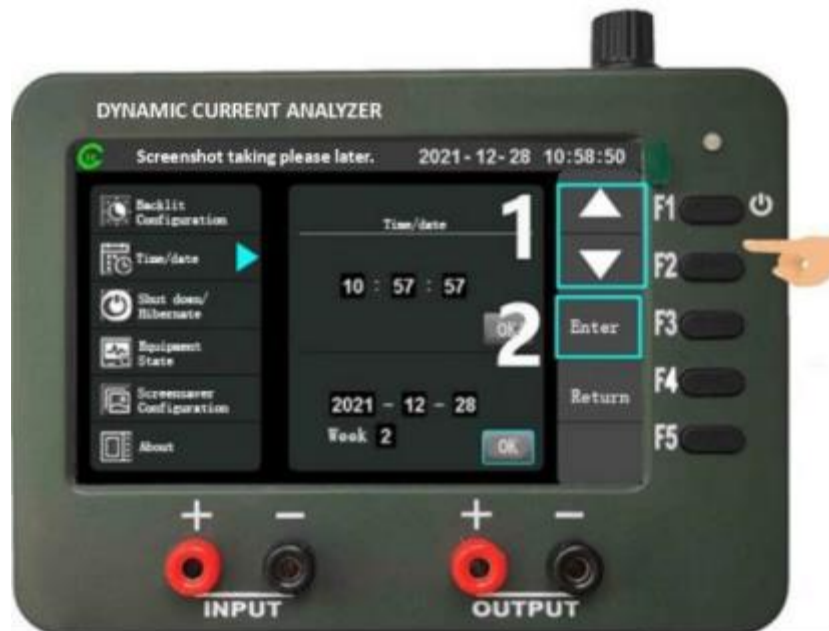 DYNAMIC CURRENT ANALYZER
Screenshot taking please later. 2021-12-28 10:58:50
Backlit
Configuration
Time/date
Shut down/
Hibernate
Equipment
State
Screensaver
Configuration
About
Time/date
10 : 57 : 57
OK
2021 - 12 - 28
Week 2
OK
1
2
Enter
Return
F1
F2
F3
F4
F5
+ -
+ -
INPUT
OUTPUT